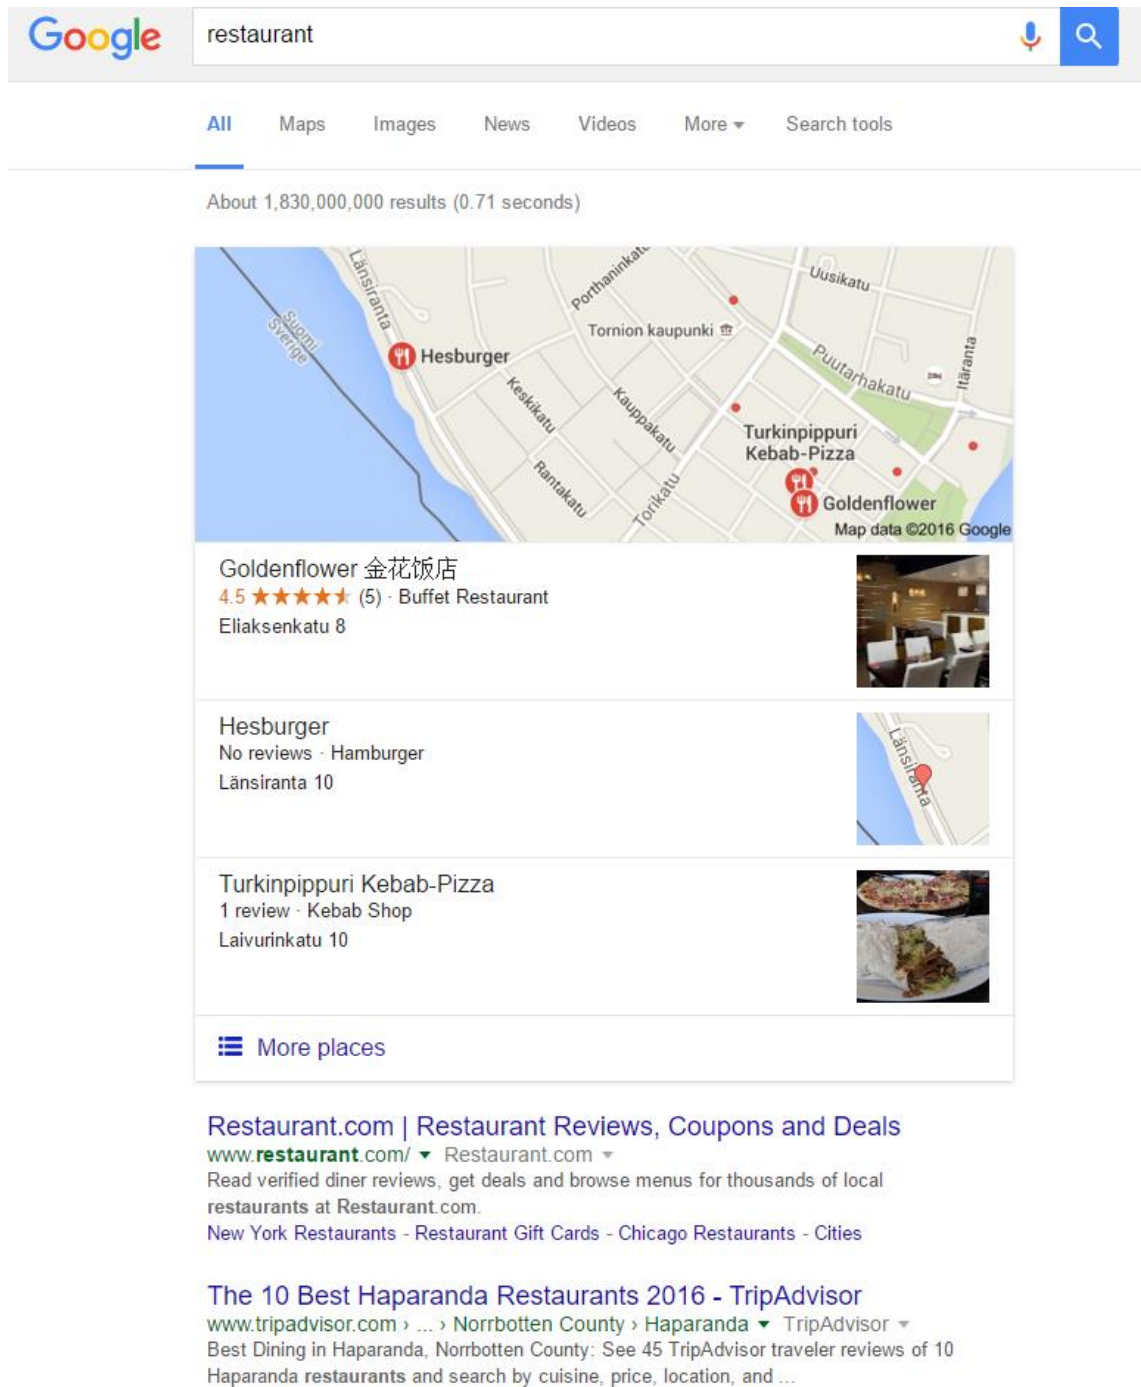 Google
restaurant
All Maps Images News Videos More Search tools
About 1,830,000,000 results (0.71 seconds)
Länsiranta
Porthaninkatu
Uusikatu
Suomi
Sverige
Tornion kaupunki
Hesburger
Puutarhakatu
Itäranta
Keskikatu
Kauppakatu
Turkinpippuri
Kebab-Pizza
Rantakatu
Torikatu
Goldenflower
Map data ©2016 Google
Goldenflower 金花饭店
4.5 ★★★★★ (5) · Buffet Restaurant
Eliaksenkatu 8
Hesburger
No reviews · Hamburger
Länsiranta 10
Länsiranta
Turkinpippuri Kebab-Pizza
1 review · Kebab Shop
Laivurinkatu 10
More places
Restaurant.com | Restaurant Reviews, Coupons and Deals
www.restaurant.com/ Restaurant.com
Read verified diner reviews, get deals and browse menus for thousands of local
restaurants at Restaurant.com.
New York Restaurants - Restaurant Gift Cards - Chicago Restaurants - Cities
The 10 Best Haparanda Restaurants 2016 - TripAdvisor
www.tripadvisor.com › ... › Norrbotten County › Haparanda TripAdvisor
Best Dining in Haparanda, Norrbotten County: See 45 TripAdvisor traveler reviews of 10
Haparanda restaurants and search by cuisine, price, location, and ...